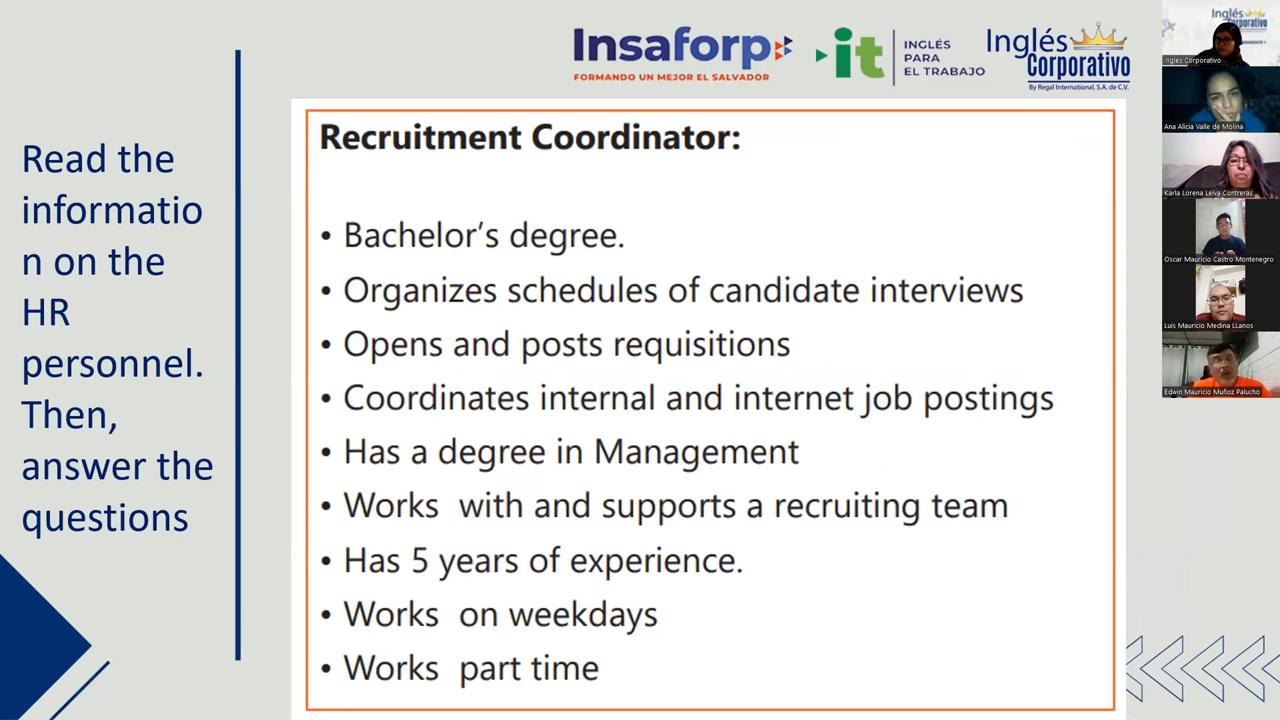 Insaforp
FORMANDO UN MEJOR EL SALVADOR
it
INGLÉS
PARA
EL TRABAJO
Inglés
Corporativo
By Regal International, S.A. de C.V.
Read the
informatio
n on the
HR
personnel.
Then,
answer the
questions
Recruitment Coordinator:
• Bachelor's degree.
• Organizes schedules of candidate interviews
• Opens and posts requisitions
• Coordinates internal and internet job postings
• Has a degree in Management
• Works with and supports a recruiting team
• Has 5 years of experience.
• Works on weekdays
• Works part time
Inglés
Corporativo
Ingles Corporativo
Ana Alicia Valle de Molina
Karla Lorena Leiva Contreras
Oscar Mauricio Castro Montenegro
Luis Mauricio Medina LLanos
Edwin Mauricio Muñoz Palucho